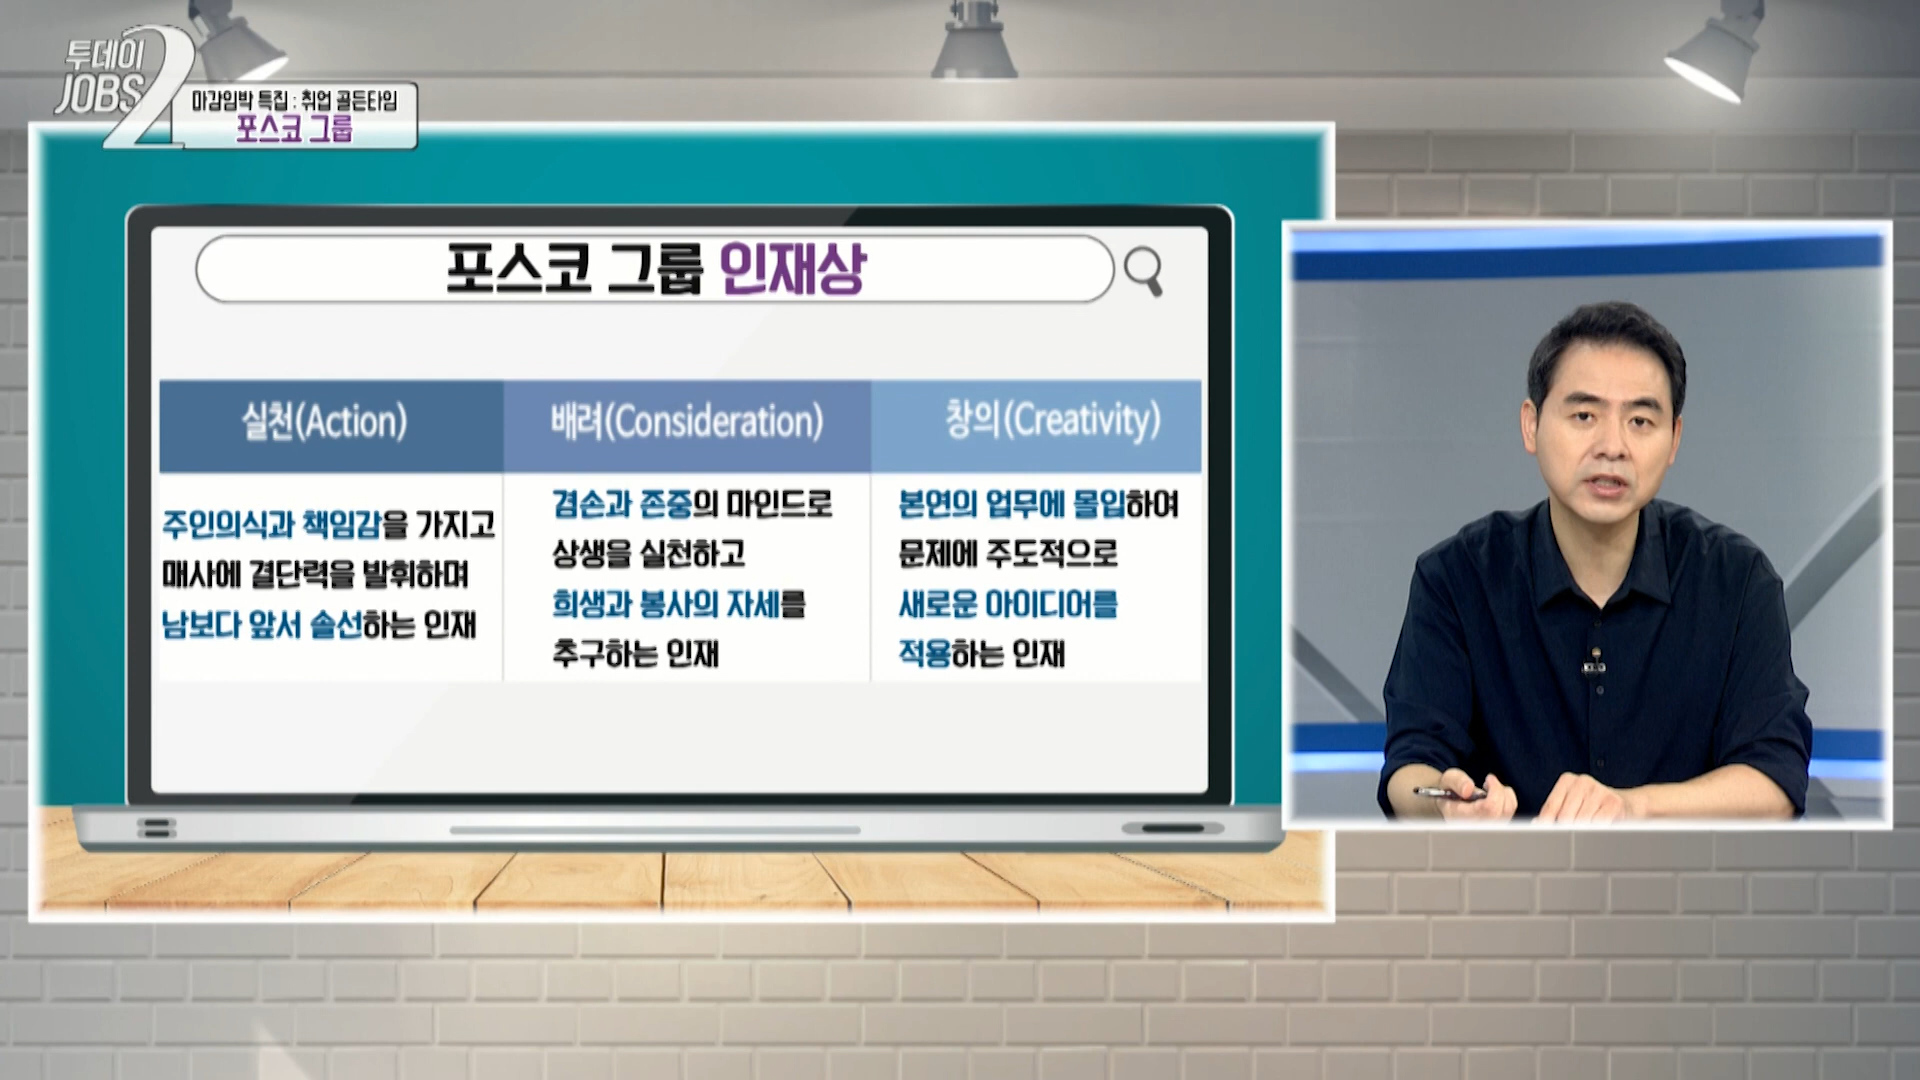 투데이
JOBS 2
마감임박 특집 : 취업 골든타임
포스코 그룹
포스코 그룹 인재상
실천(Action)
주인의식과 책임감을 가지고
매사에 결단력을 발휘하며
남보다 앞서 솔선하는 인재
배려(Consideration)
겸손과 존중의 마인드로
상생을 실천하고
희생과 봉사의 자세를
추구하는 인재
창의(Creativity)
본연의 업무에 몰입하여
문제에 주도적으로
새로운 아이디어를
적용하는 인재